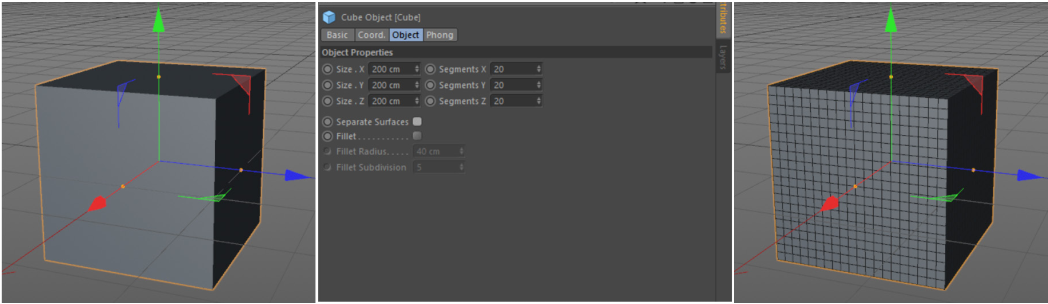 Cube Object [Cube]
Basic Coord. Object Phong
Object Properties
Size . X 200 cm Segments X 20
Size . Y 200 cm Segments Y 20
Size . Z 200 cm Segments Z 20
Separate Surfaces
Fillet . . . . . . . . . . .
Fillet Radius. . . . . 40 cm
Fillet Subdivision 5
Layers